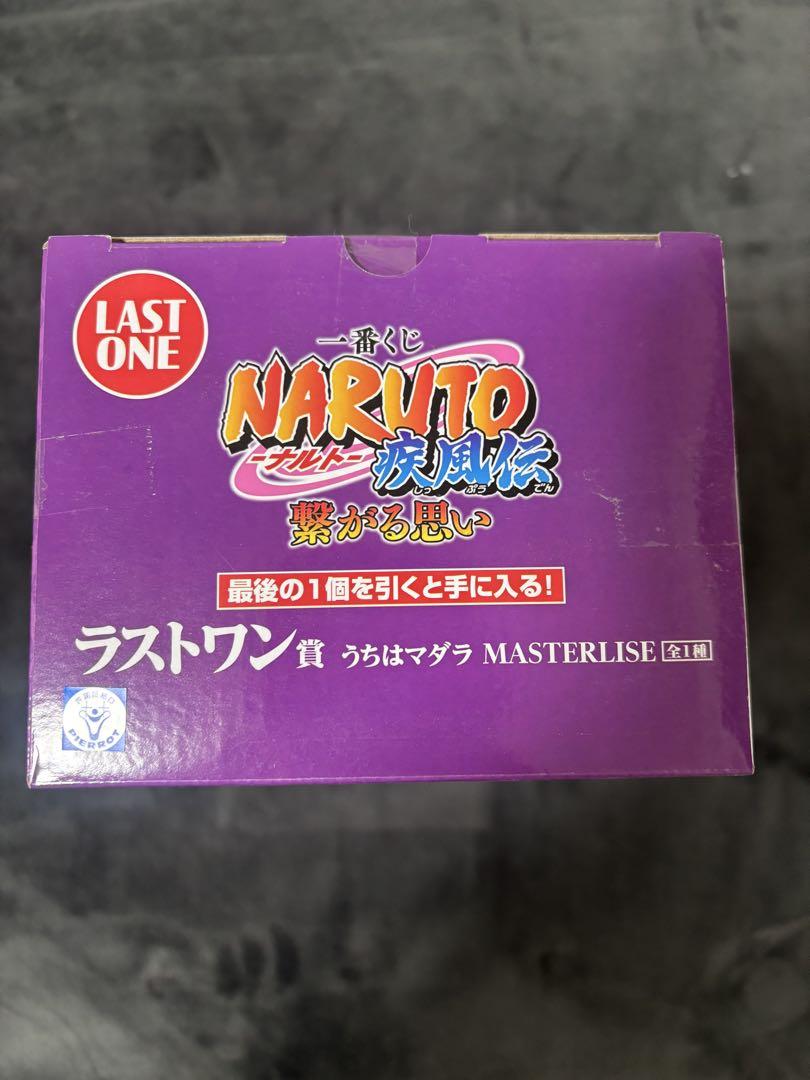 LAST
ONE
一番くじ
NARUTO
-ナルト-
疾風伝
しっ ぷう でん
繋がる思い
最後の1個を引くと手に入る!
ラストワン賞 うちはマダラ MASTERLISE 全1種
PIERROT